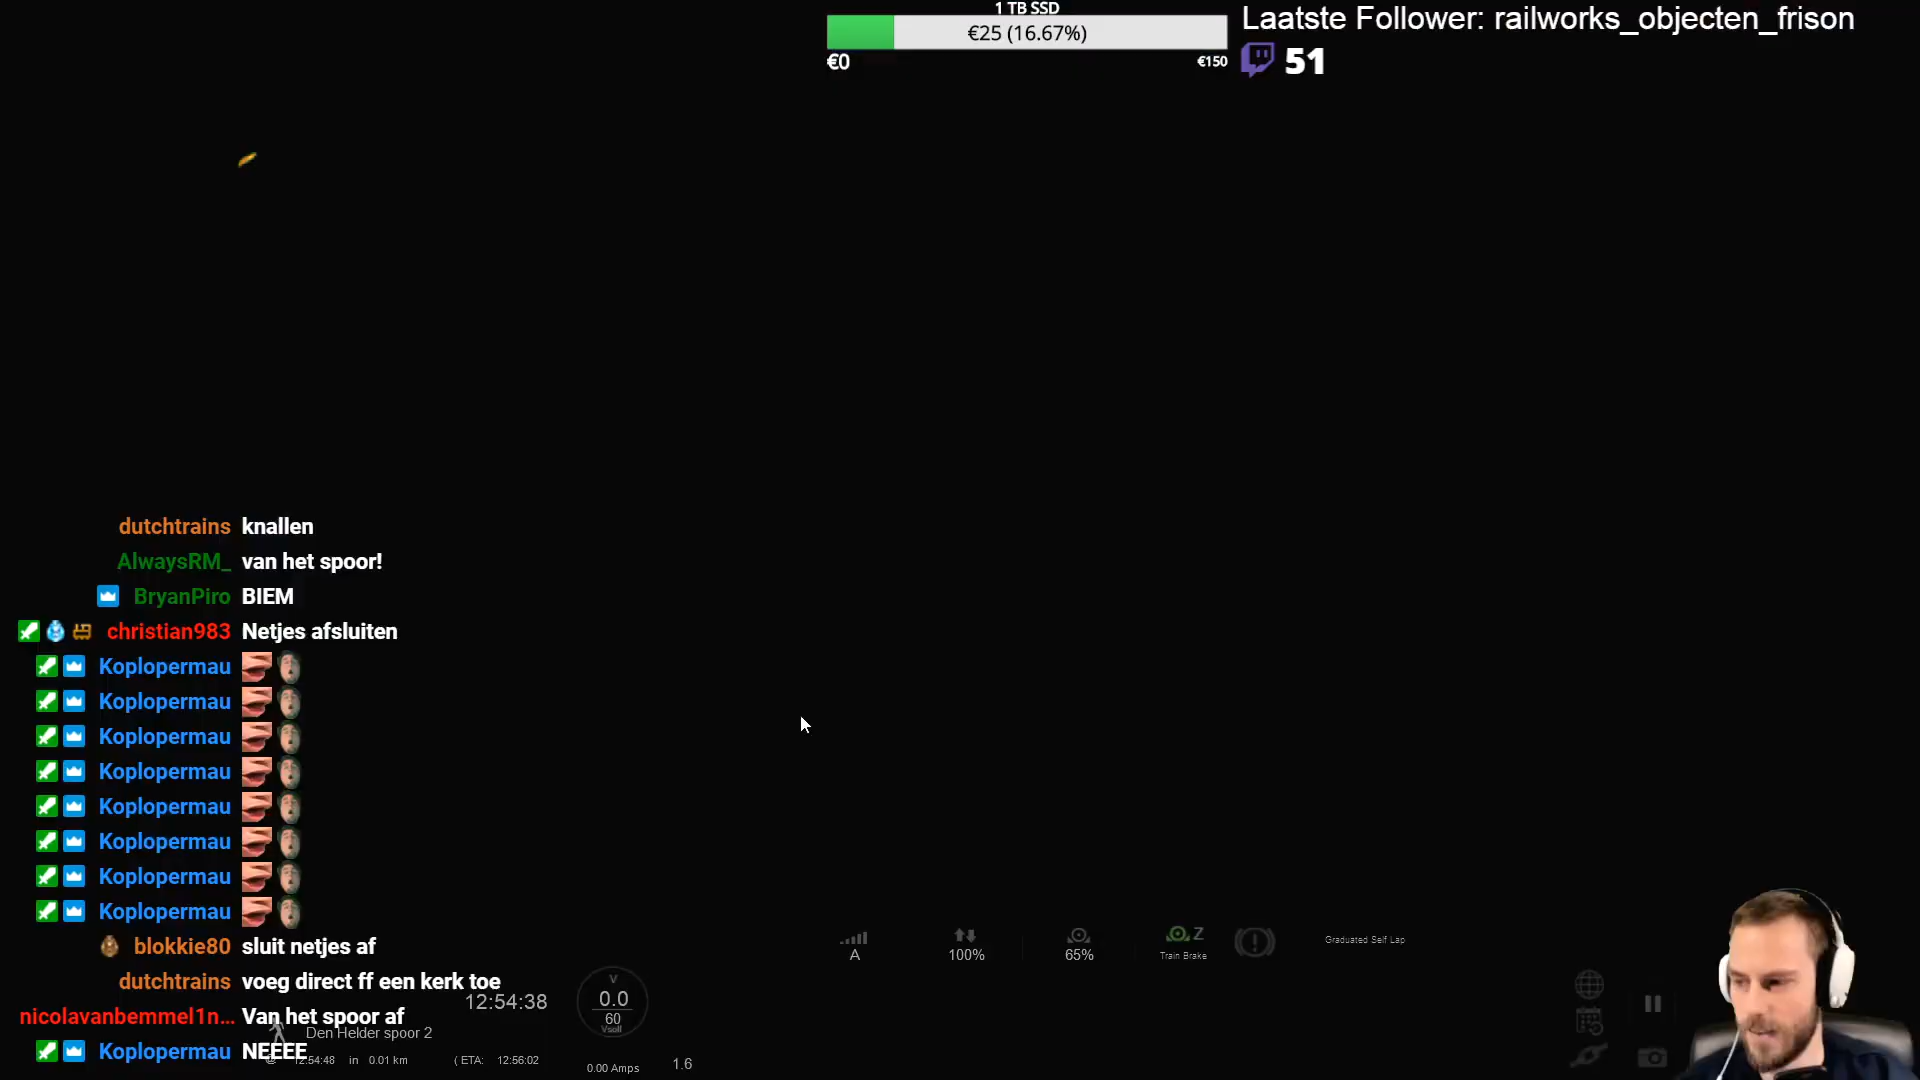 1 TB SSD
€25 (16.67%)
€0
€150
Laatste Follower: railworks_objecten_frison
51
dutchtrains knallen
AlwaysRM_ van het spoor!
BryanPiro BIEM
christian983 Netjes afsluiten
Koplopermau
Koplopermau
Koplopermau
Koplopermau
Koplopermau
Koplopermau
Koplopermau
Koplopermau
blokkie80 sluit netjes af
dutchtrains voeg direct ff een kerk toe
nicolavanbemmel1n... Van het spoor af
Koplopermau NEEEE
12:54:38
Den Helder spoor 2
@ 12:54:48 in 0.01 km ( ETA: 12:56:02
V
0.0
60
Vsoll
0.00 Amps
1.6
A
100%
65%
Z
Train Brake
Graduated Self Lap